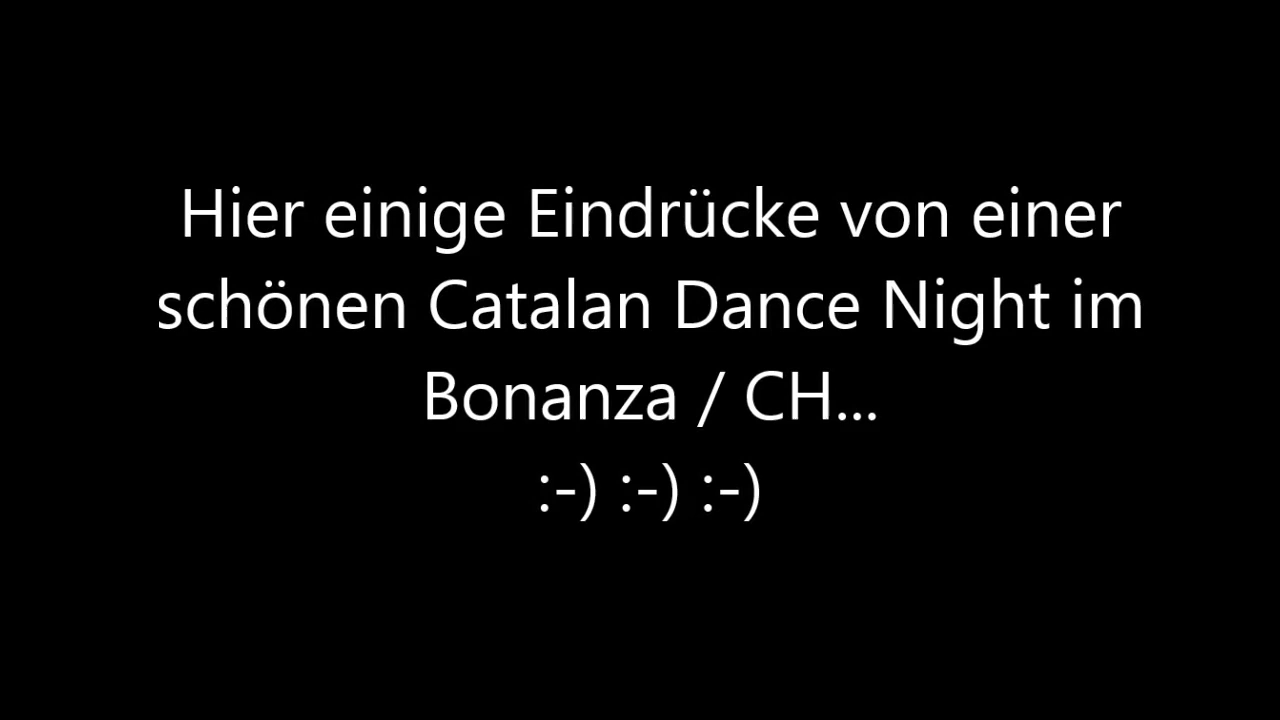 Hier einige Eindrücke von einer
schönen Catalan Dance Night im
Bonanza / CH...
:-) :-) :-)